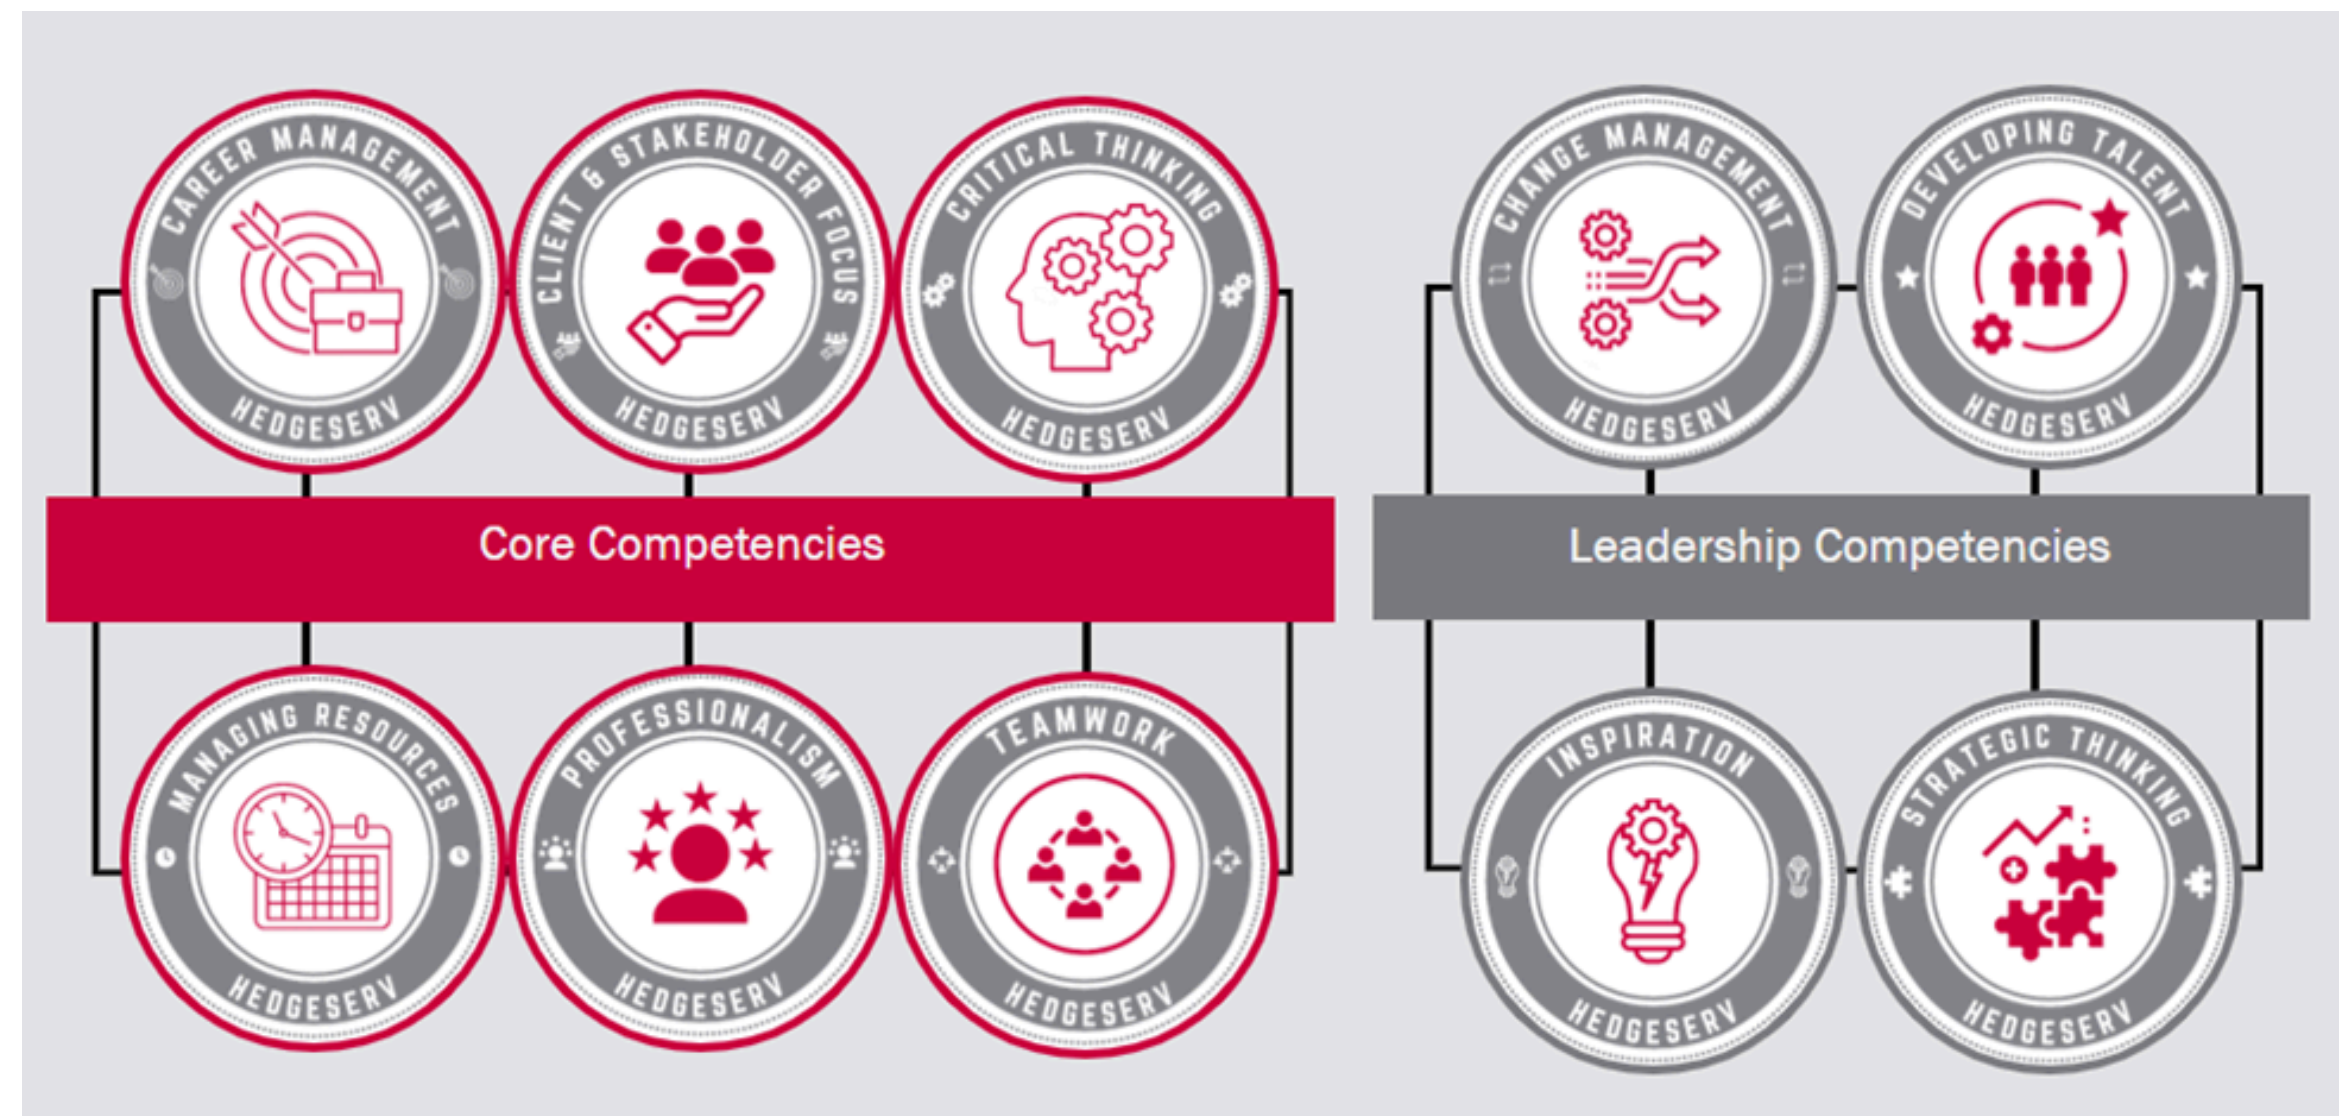 CAREER MANAGEMENT
HEDGESERV
CLIENT & STAKEHOLDER FOCUS
HEDGESERV
CRITICAL THINKING
HEDGESERV
CHANGE MANAGEMENT
HEDGESERV
DEVELOPING TALENT
HEDGESERV
Core Competencies
Leadership Competencies
MANAGING RESOURCES
HEDGESERV
PROFESSIONALISM
HEDGESERV
TEAMWORK
HEDGESERV
INSPIRATION
HEDGESERV
STRATEGIC THINKING
HEDGESERV